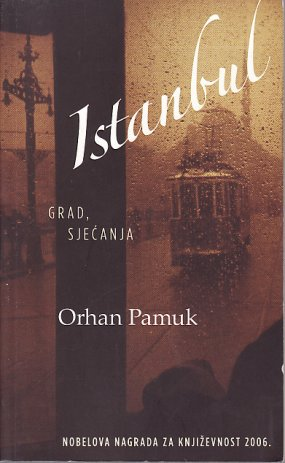 Istanbul
GRAD,
SJEĆANJA
Orhan Pamuk
NOBELOVA NAGRADA ZA KNJIŽEVNOST 2006.